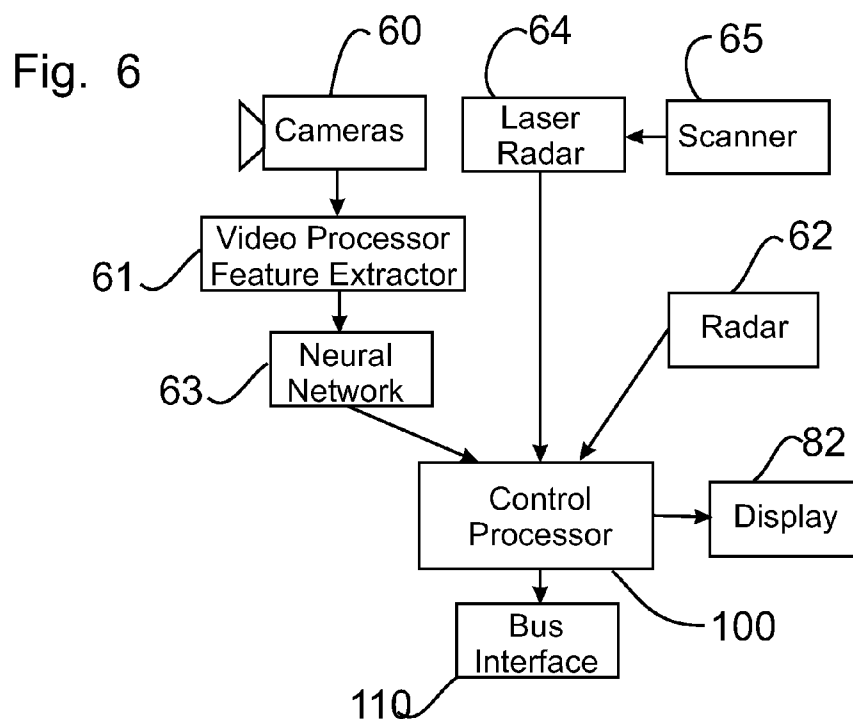 Fig. 6
60
64
65
Cameras
Laser
Radar
Scanner
Video Processor
Feature Extractor
61
62
Radar
Neural
Network
63
82
Control
Processor
Display
100
Bus
Interface
110